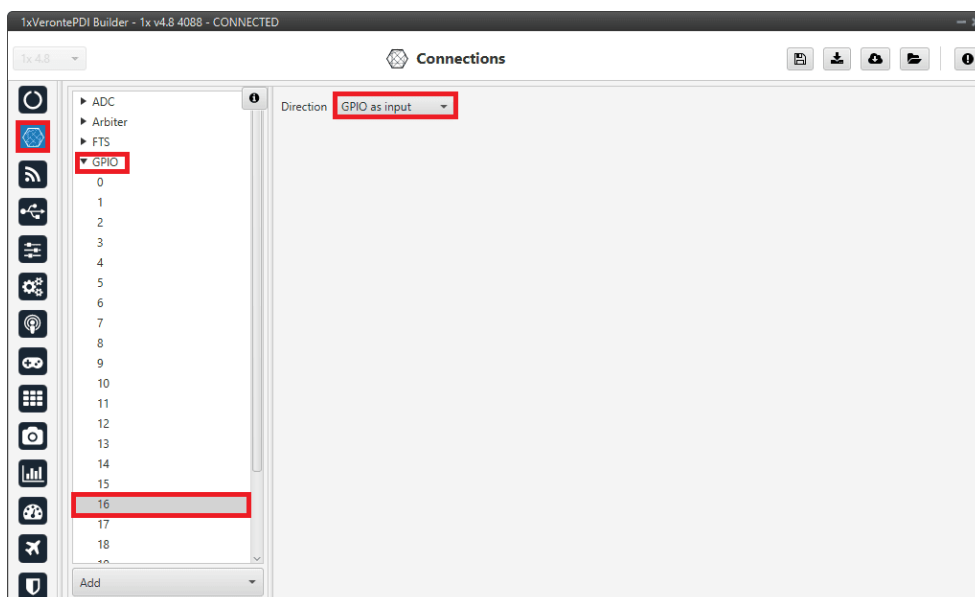 1xVerontePDI Builder - 1x v4.8 4088 - CONNECTED
1x 4.8
Connections
ADC
Arbiter
FTS
GPIO
0
1
2
3
4
5
6
7
8
9
10
11
12
13
14
15
16
17
18
Direction GPIO as input
Add